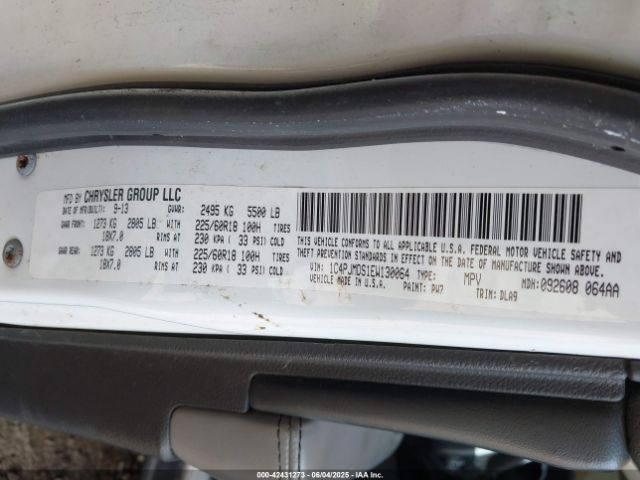 MFD BY CHRYSLER GROUP LLC
DATE OF MFR(BUILT): 9-13 GVWR: 2495 KG 5500 LB
GAWR FRONT: 1273 KG 2805 LB WITH 225/60R18 100H TIRES
18X7.0 RIMS AT 230 KPA ( 33 PSI) COLD
GAWR REAR: 1273 KG 2805 LB WITH 225/60R18 100H TIRES
18X7.0 RIMS AT 230 KPA ( 33 PSI) COLD
THIS VEHICLE CONFORMS TO ALL APPLICABLE U.S.A. FEDERAL MOTOR VEHICLE SAFETY AND
THEFT PREVENTION STANDARDS IN EFFECT ON THE DATE OF MANUFACTURE SHOWN ABOVE.
VIN: 1C4PJMDS1EW130064 TYPE: MPV MDH: 092608 064AA
VEHICLE MADE IN U.S.A. PAINT: PW7 TRIM: DLA9
000-42431273 - 06/04/2025 - IAAI.com